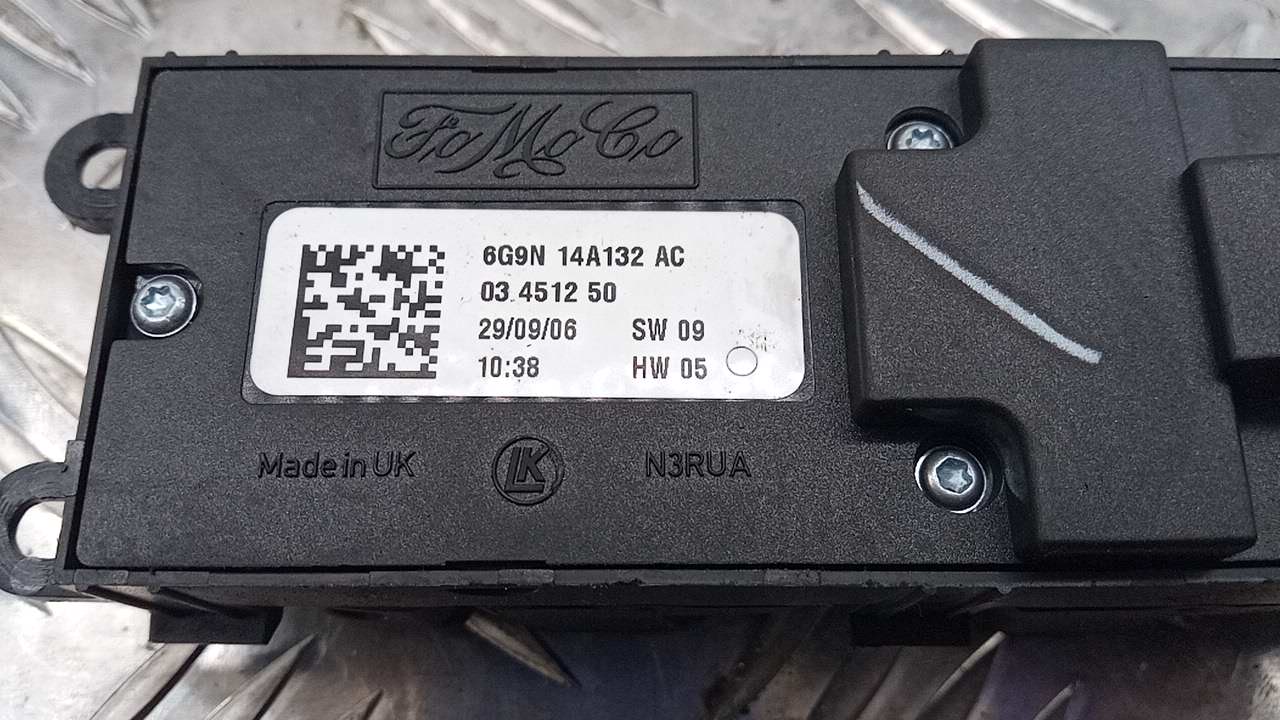 FoMoCo
6G9N 14A132 AC
03 4512 50
29/09/06 SW 09
10:38 HW 05
Made in UK LK N3RUA